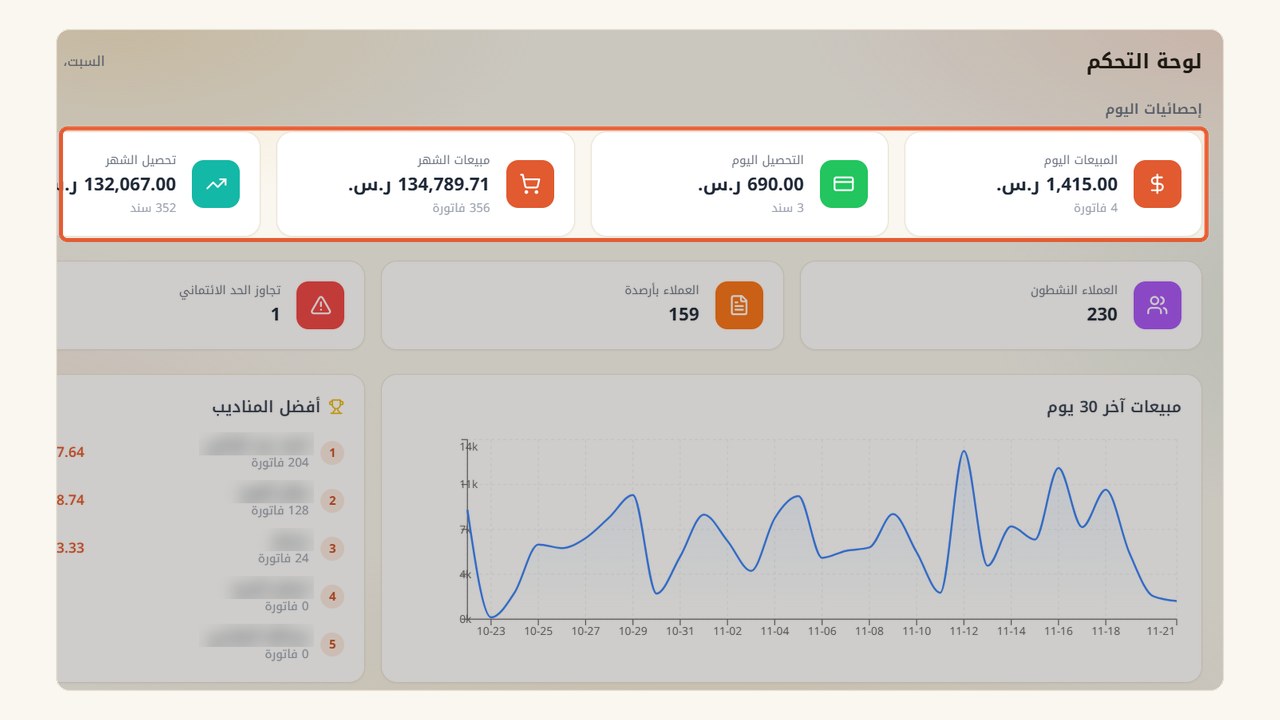 لوحة التحكم
السبت،
إحصائيات اليوم
المبيعات اليوم
1,415.00 ر.س.
4 فاتورة
التحصيل اليوم
690.00 ر.س.
3 سند
مبيعات الشهر
134,789.71 ر.س.
356 فاتورة
تحصيل الشهر
132,067.00 ر.س
352 سند
العملاء النشطون
230
العملاء بأرصدة
159
تجاوز الحد الائتماني
1
مبيعات آخر 30 يوم
14k
11k
7k
4k
0k
10-23 10-25 10-27 10-29 10-31 11-02 11-04 11-06 11-08 11-10 11-12 11-14 11-16 11-18 11-21
أفضل المناديب
1
204 فاتورة
7.64
2
128 فاتورة
8.74
3
24 فاتورة
3.33
4
0 فاتورة
5
0 فاتورة